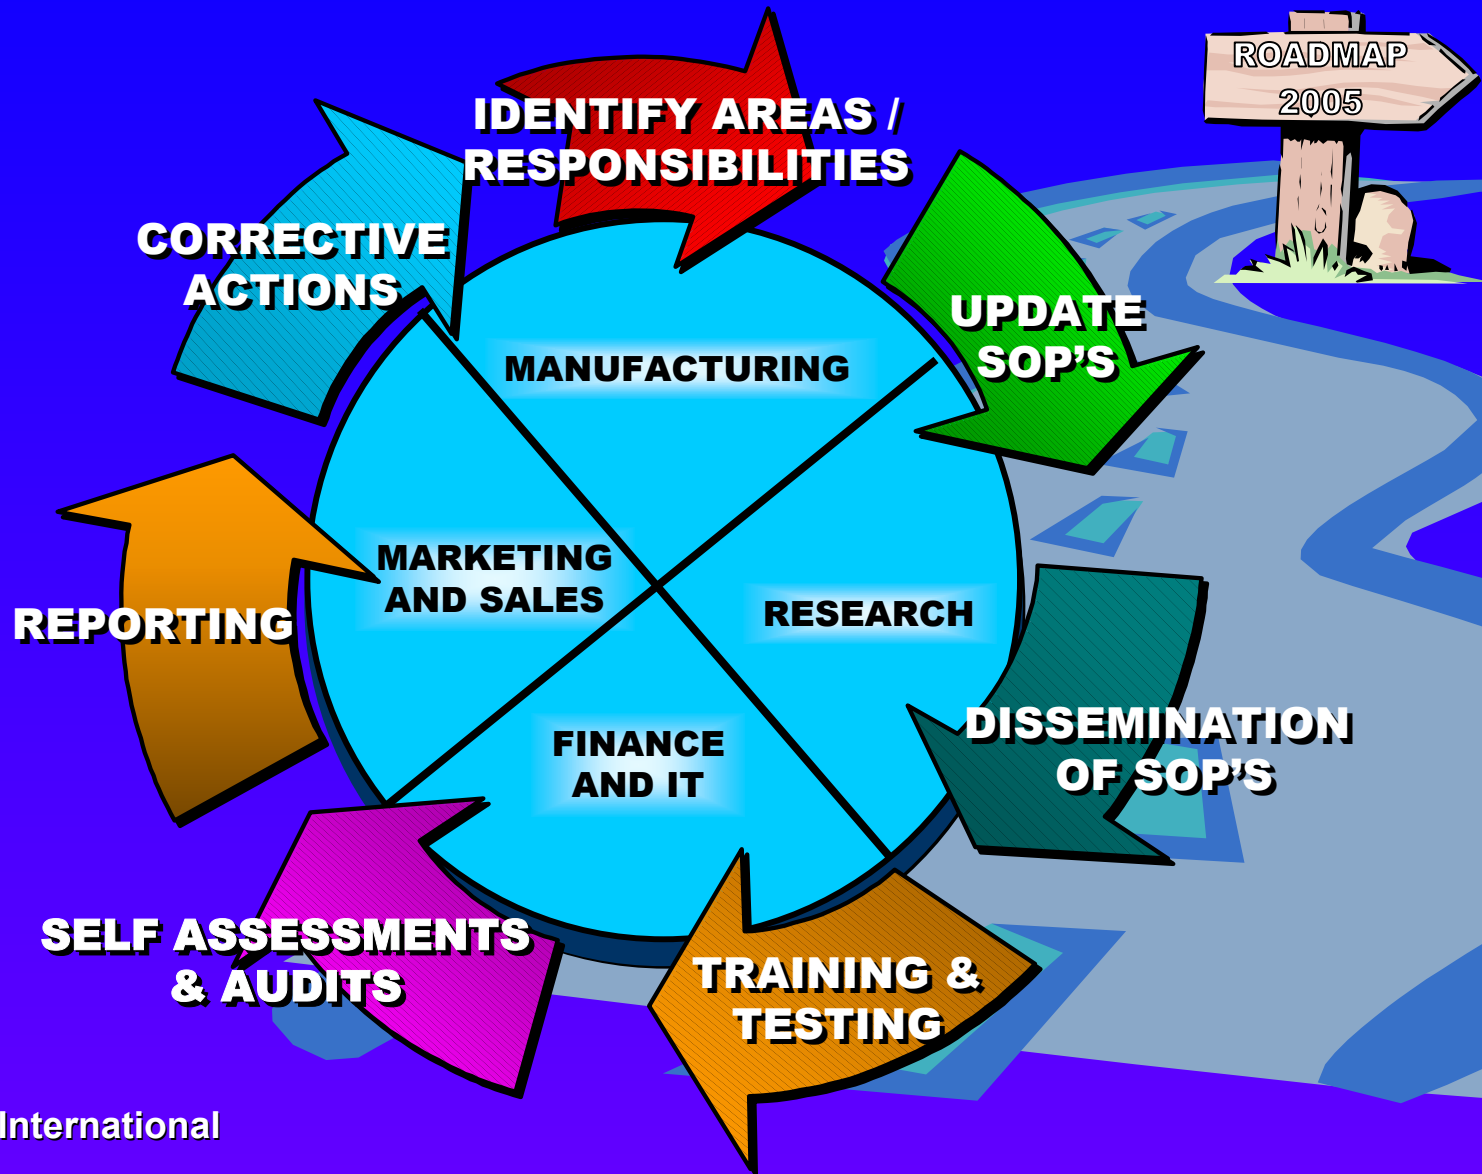 ROADMAP
2005
IDENTIFY AREAS /
RESPONSIBILITIES
CORRECTIVE
ACTIONS
UPDATE
SOP’S
MANUFACTURING
MARKETING
AND SALES
RESEARCH
REPORTING
DISSEMINATION
OF SOP’S
FINANCE
AND IT
SELF ASSESSMENTS
& AUDITS
TRAINING &
TESTING
International